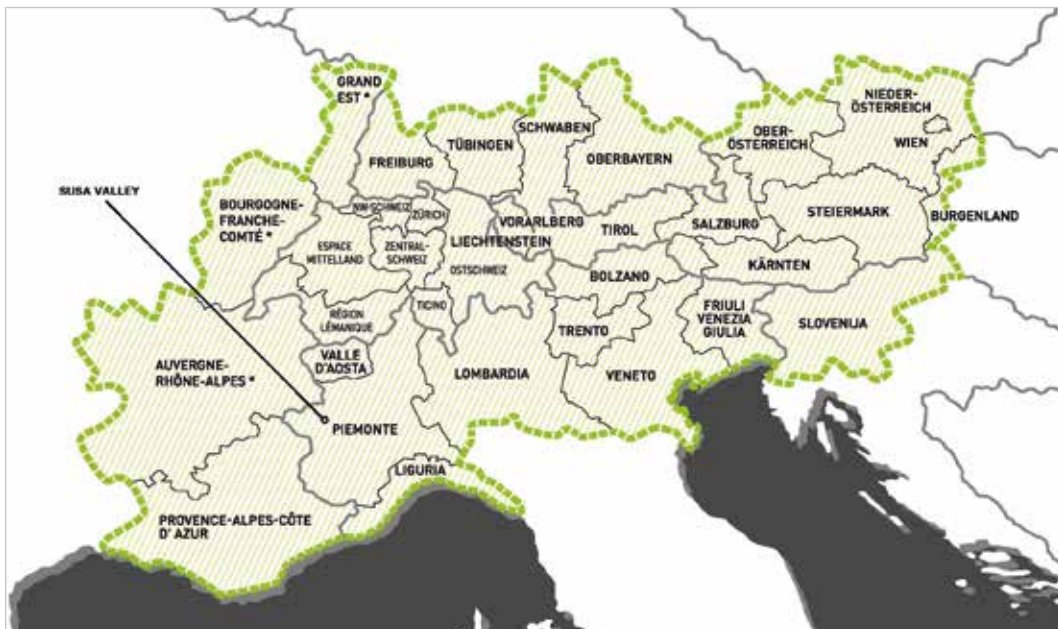 GRAND
EST *
NIEDER-
ÖSTERREICH
WIEN
OBER-
ÖSTERREICH
SCHWABEN
TÜBINGEN
OBERBAYERN
FREIBURG
SUSA VALLEY
BOURGOGNE-
FRANCHE-
COMTÉ *
NW-SCHWEIZ
ZÜRICH
VORARLBERG
TIROL
SALZBURG
STEIERMARK
BURGENLAND
ESPACE
MITTELLAND
ZENTRAL-
SCHWEIZ
LIECHTENSTEIN
OSTSCHWEIZ
BOLZANO
KÄRNTEN
TICINO
RÉGION
LÉMANIQUE
VALLE
D'AOSTA
TRENTO
FRIULI
VENEZIA
GIULIA
SLOVENIJA
AUVERGNE-
RHÔNE-ALPES *
LOMBARDIA
VENETO
PIEMONTE
LIGURIA
PROVENCE-ALPES-CÔTE
D' AZUR